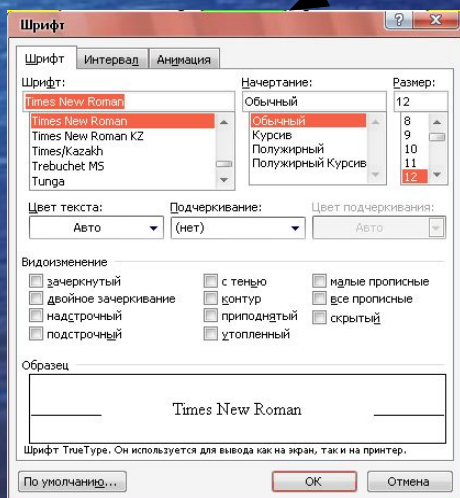 Шрифт
Шрифт Интервал Анимация
Шрифт: Начертание: Размер:
Times New Roman Обычный 12
Times New Roman Обычный 8
Times New Roman KZ Курсив 9
Times/Kazakh Полужирный 10
Trebuchet MS Полужирный Курсив 11
Tunga 12
Цвет текста: Подчеркивание: Цвет подчеркивания:
Авто (нет) Авто
Видоизменение
зачеркнутый с тенью малые прописные
двойное зачеркивание контур все прописные
надстрочный приподнятый скрытый
подстрочный утопленный
Образец
Times New Roman
Шрифт TrueType. Он используется для вывода как на экран, так и на принтер.
По умолчанию... ОК Отмена